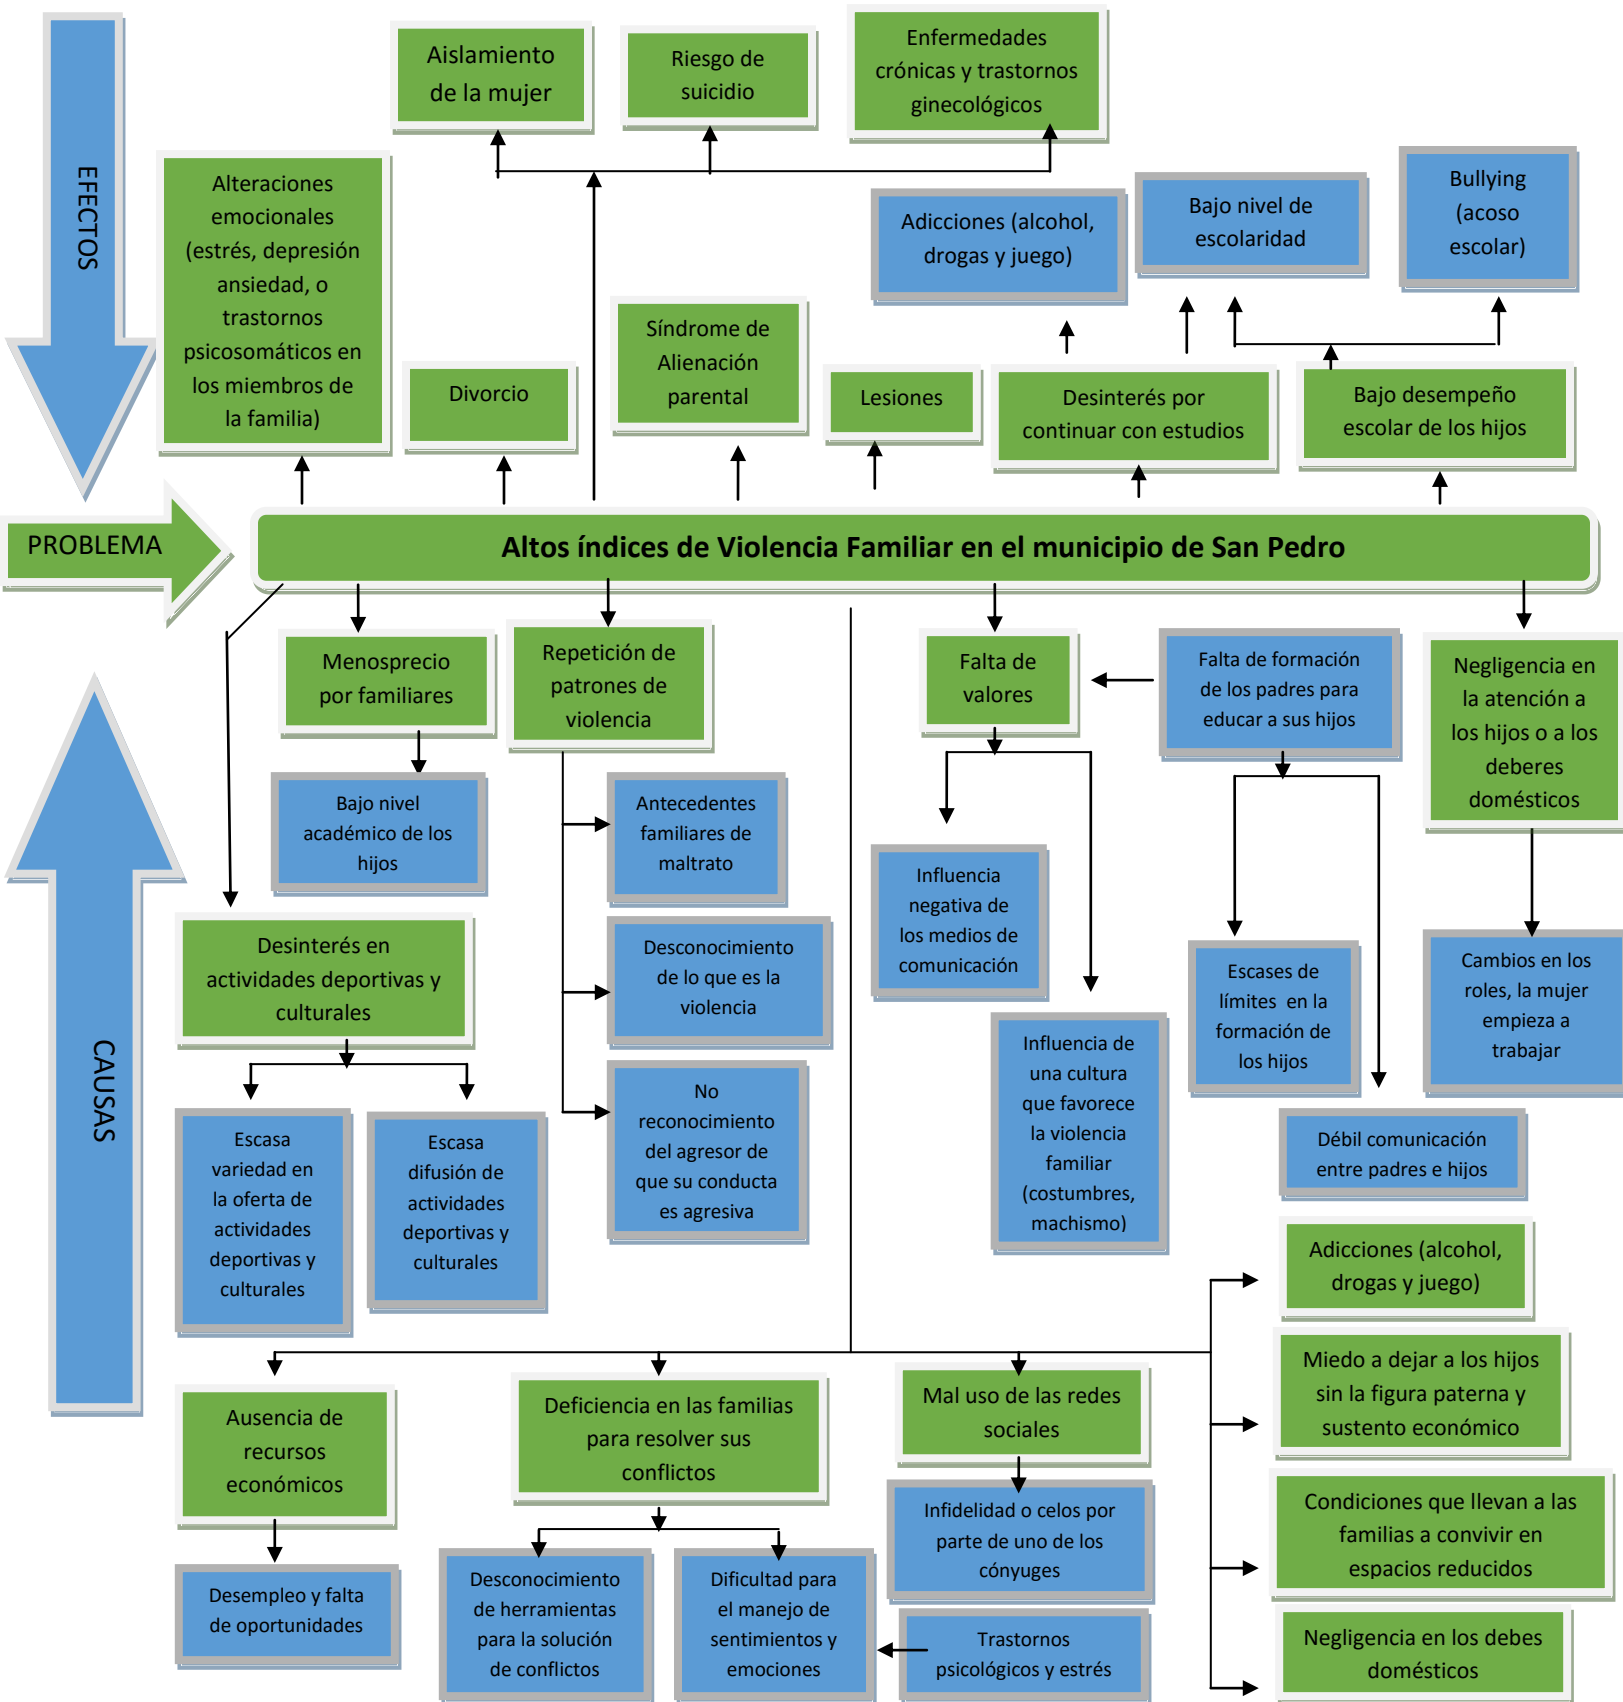 EFECTOS
Aislamiento
de la mujer
Riesgo de
suicidio
Enfermedades
crónicas y trastornos
ginecológicos
Alteraciones
emocionales
(estrés, depresión
ansiedad, o
trastornos
psicosomáticos en
los miembros de
la familia)
Adicciones (alcohol,
drogas y juego)
Bajo nivel de
escolaridad
Bullying
(acoso
escolar)
Divorcio
Síndrome de
Alienación
parental
Lesiones
Desinterés por
continuar con estudios
Bajo desempeño
escolar de los hijos
PROBLEMA
Altos índices de Violencia Familiar en el municipio de San Pedro
CAUSAS
Menosprecio
por familiares
Repetición de
patrones de
violencia
Falta de
valores
Falta de formación
de los padres para
educar a sus hijos
Negligencia en
la atención a
los hijos o a los
deberes
domésticos
Bajo nivel
académico de los
hijos
Antecedentes
familiares de
maltrato
Influencia
negativa de
los medios de
comunicación
Desinterés en
actividades deportivas y
culturales
Desconocimiento
de lo que es la
violencia
Escases de
límites en la
formación de
los hijos
Cambios en los
roles, la mujer
empieza a
trabajar
Influencia de
una cultura
que favorece
la violencia
familiar
(costumbres,
machismo)
No
reconocimiento
del agresor de
que su conducta
es agresiva
Escasa
variedad en
la oferta de
actividades
deportivas y
culturales
Escasa
difusión de
actividades
deportivas y
culturales
Débil comunicación
entre padres e hijos
Adicciones (alcohol,
drogas y juego)
Miedo a dejar a los hijos
sin la figura paterna y
sustento económico
Ausencia de
recursos
económicos
Deficiencia en las familias
para resolver sus
conflictos
Mal uso de las redes
sociales
Condiciones que llevan a las
familias a convivir en
espacios reducidos
Infidelidad o celos por
parte de uno de los
cónyuges
Desempleo y falta
de oportunidades
Desconocimiento
de herramientas
para la solución
de conflictos
Dificultad para
el manejo de
sentimientos y
emociones
Trastornos
psicológicos y estrés
Negligencia en los debes
domésticos